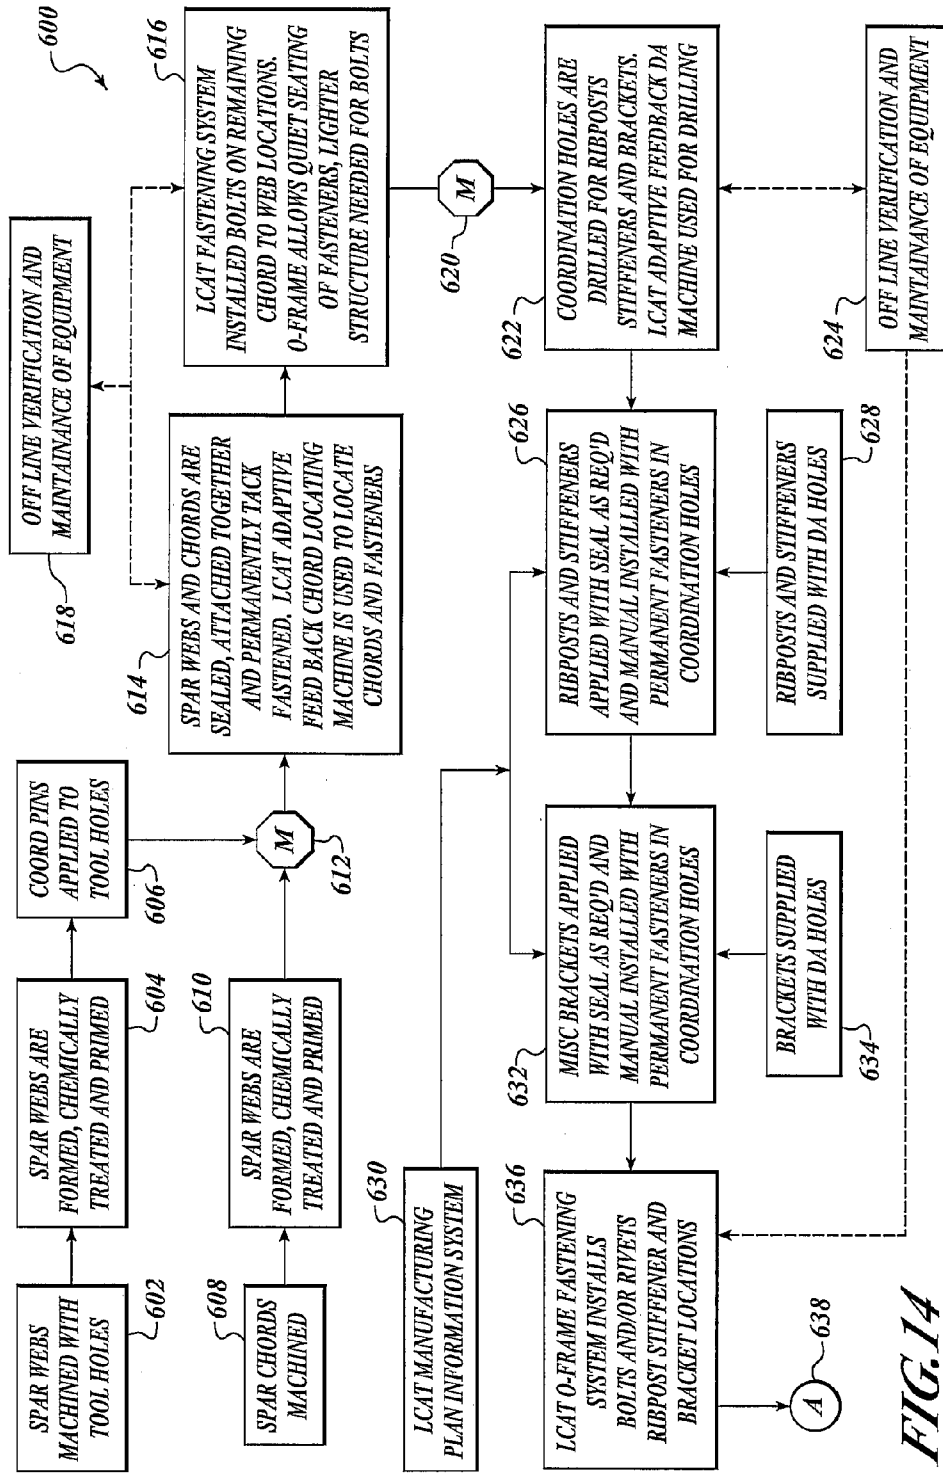 600
SPAR WEBS
MACHINED WITH
TOOL HOLES
602
SPAR WEBS ARE
FORMED, CHEMICALLY
TREATED AND PRIMED
604
COORD PINS
APPLIED TO
TOOL HOLES
606
SPAR CHORDS
MACHINED
608
SPAR WEBS ARE
FORMED, CHEMICALLY
TREATED AND PRIMED
610
M
612
SPAR WEBS AND CHORDS ARE
SEALED, ATTACHED TOGETHER
AND PERMANENTLY TACK
FASTENED. LCAT ADAPTIVE
FEED BACK CHORD LOCATING
MACHINE IS USED TO LOCATE
CHORDS AND FASTENERS
614
LCAT FASTENING SYSTEM
INSTALLED BOLTS ON REMAINING
CHORD TO WEB LOCATIONS.
O-FRAME ALLOWS QUIET SEATING
OF FASTENERS, LIGHTER
STRUCTURE NEEDED FOR BOLTS
616
OFF LINE VERIFICATION AND
MAINTAINANCE OF EQUIPMENT
618
M
620
COORDINATION HOLES ARE
DRILLED FOR RIBPOSTS
STIFFENERS AND BRACKETS.
LCAT ADAPTIVE FEEDBACK DA
MACHINE USED FOR DRILLING
622
OFF LINE VERIFICATION AND
MAINTAINANCE OF EQUIPMENT
624
RIBPOSTS AND STIFFENERS
APPLIED WITH SEAL AS REQ'D
AND MANUAL INSTALLED WITH
PERMANENT FASTENERS IN
COORDINATION HOLES
626
RIBPOSTS AND STIFFENERS
SUPPLIED WITH DA HOLES
628
LCAT MANUFACTURING
PLAN INFORMATION SYSTEM
630
MISC BRACKETS APPLIED
WITH SEAL AS REQ'D AND
MANUAL INSTALLED WITH
PERMANENT FASTENERS IN
COORDINATION HOLES
632
BRACKETS SUPPLIED
WITH DA HOLES
634
LCAT O-FRAME FASTENING
SYSTEM INSTALLS
BOLTS AND/OR RIVETS
RIBPOST STIFFENER AND
BRACKET LOCATIONS
636
A
638
FIG.14